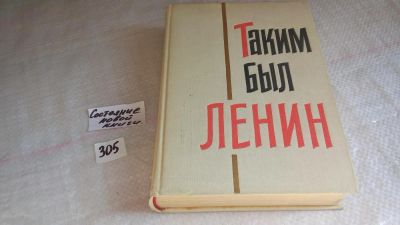 Состояние
новой
книги.
305
Таким
был
ЛЕНИН